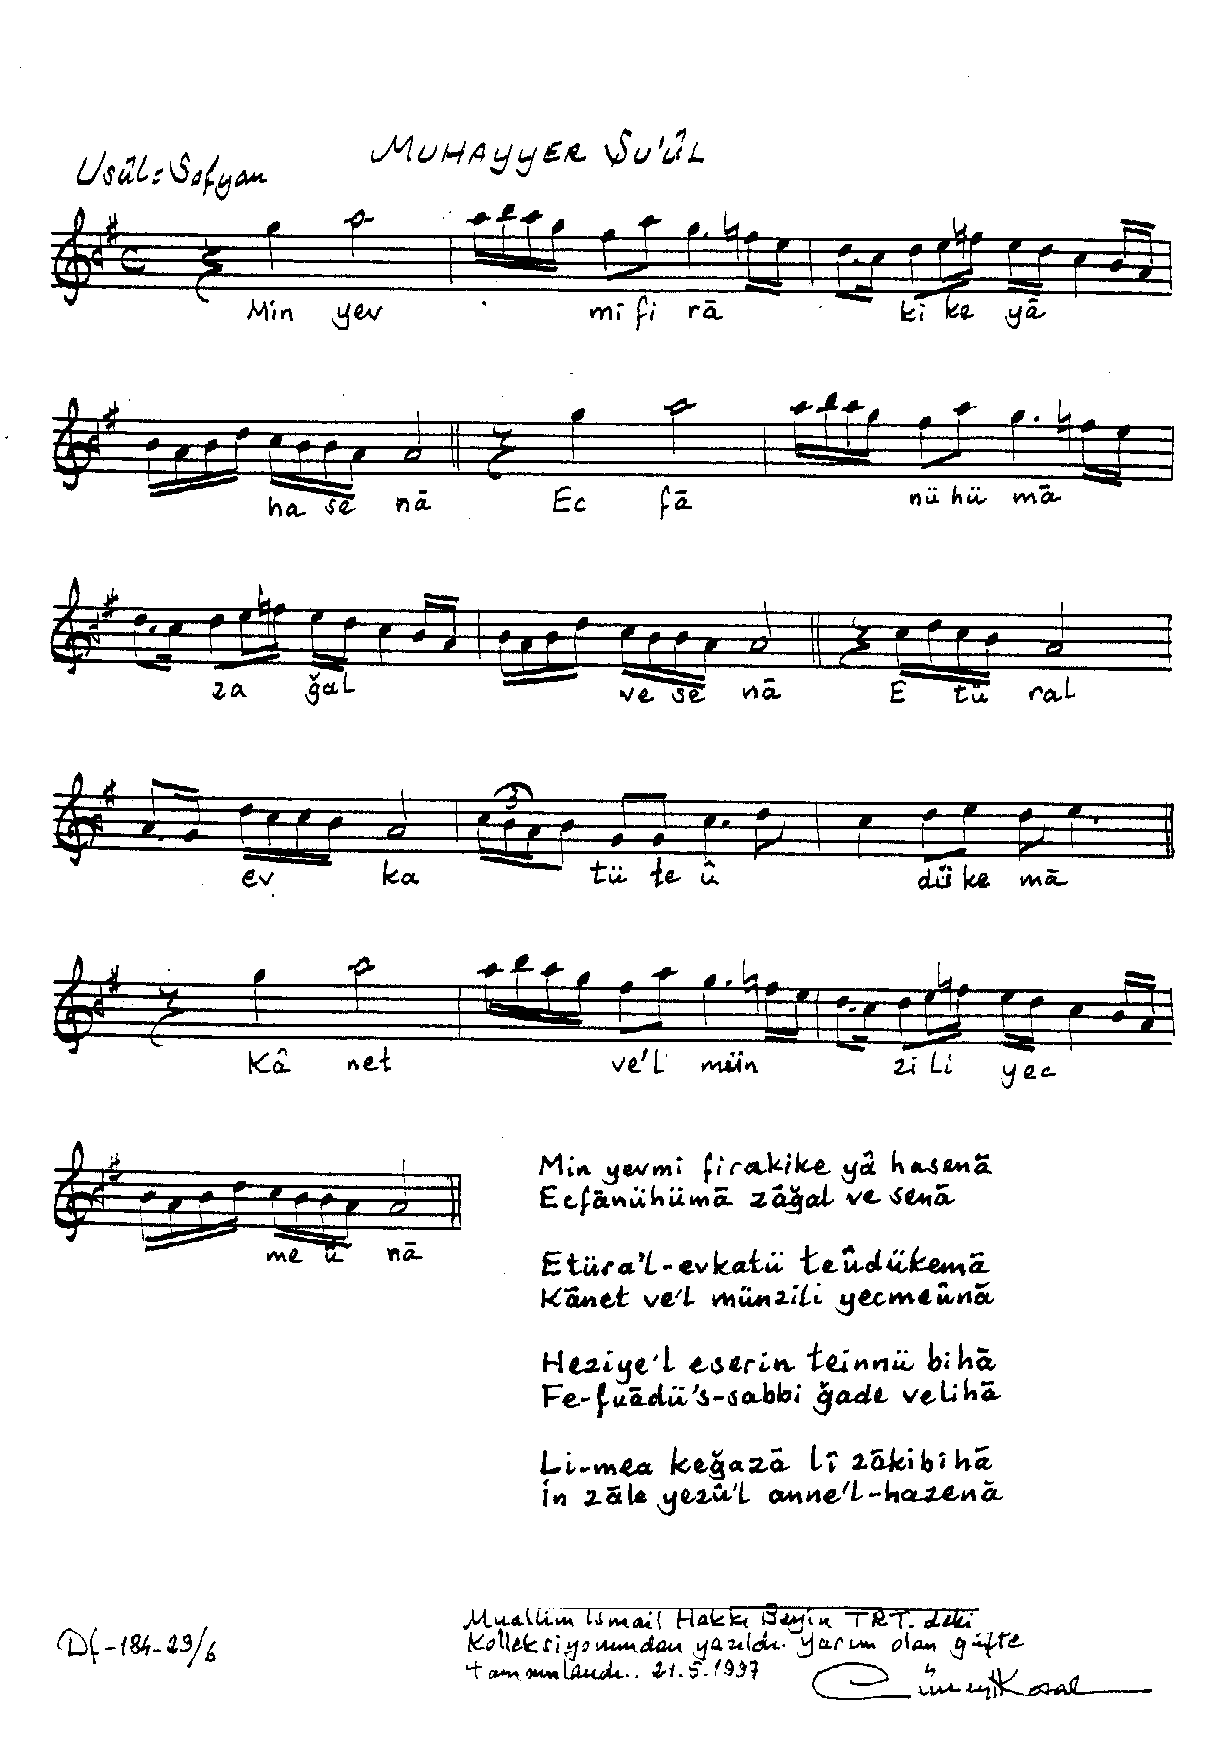 MUHAYYER ŞU'ÛL
Usûl: Sofyan
Min yev mi fi rā ki ke yā
ha se nā Ec fā nü hü mā
za ğal ve se nā E tü ral
ev ka tü te û dü ke mā
Kâ net ve'l mün zi li yec
me û nā
Min yevmi firakike yâ hasenā
Ecfānühümā zâğal ve senā
Etüra'l-evkatü teûdükemā
Kânet ve'l münzili yecmeûnā
Heziye'l eserin teinnü bihā
Fe-fuādü's-sabbi ğade velihā
Li-mea keğazā lî zākibihā
İn zāle yezû'l anne'l-hazenā
Muallim İsmail Hakkı Beyin TRT. deki
Kolleksiyonundan yazıldı. Yarım olan güfte
tamamlandı.. 21.5.1997
Df-184-23/6
Cüneyt Kosal